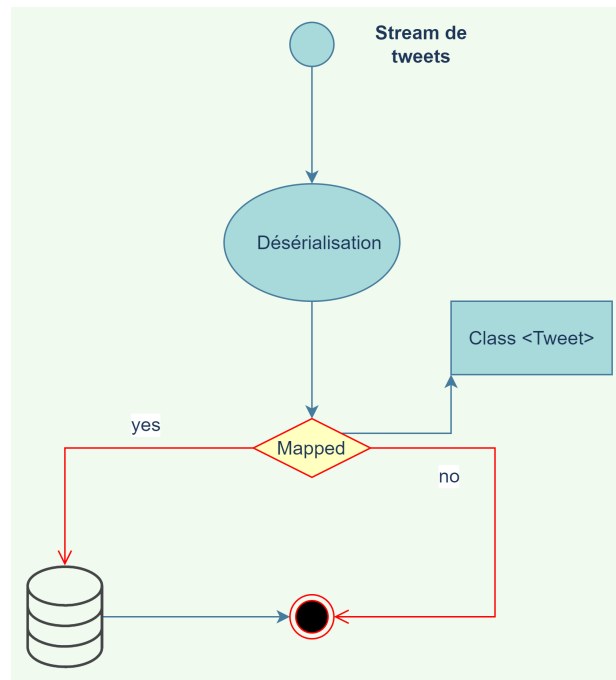 Stream de
tweets
Désérialisation
Class <Tweet>
yes
Mapped
no